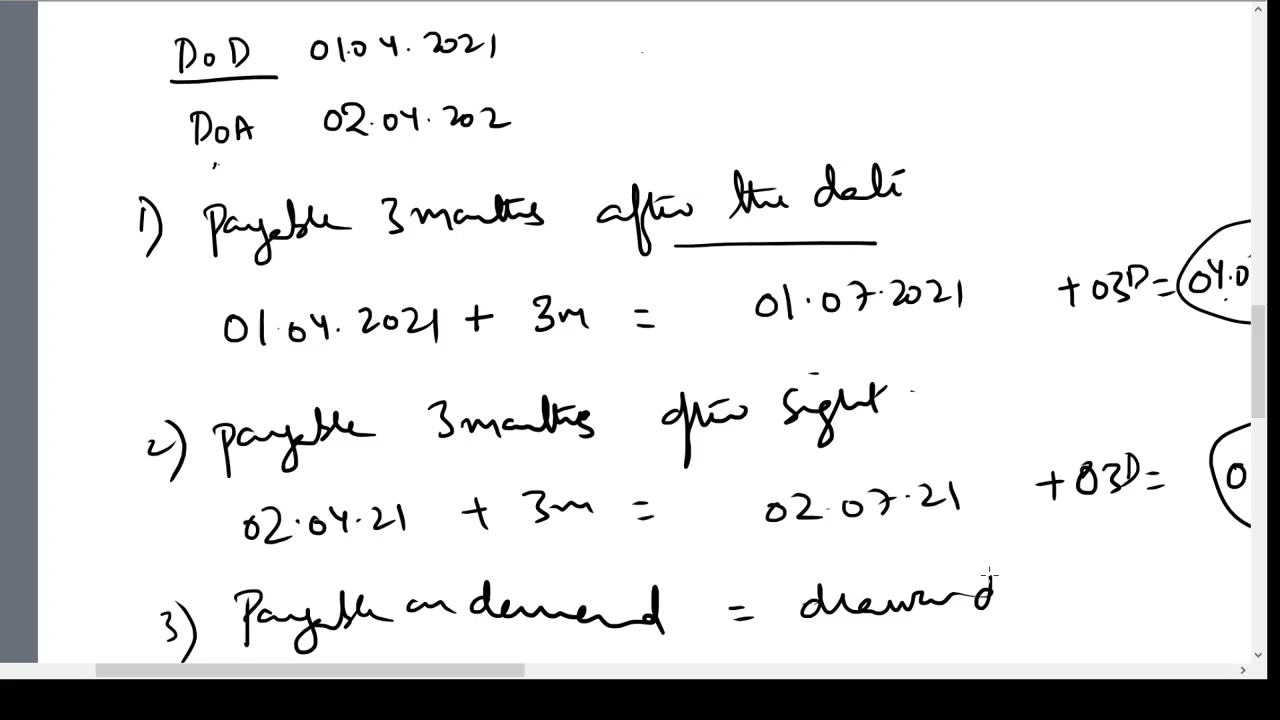 DoD 01.04.2021
DoA 02.04.202
1) Payable 3 months after the date
01.04.2021 + 3m = 01.07.2021 + 03D = 04.0
2) Payable 3 months after sight
02.04.21 + 3m = 02.07.21 + 03D = 0
3) Payable on demand =